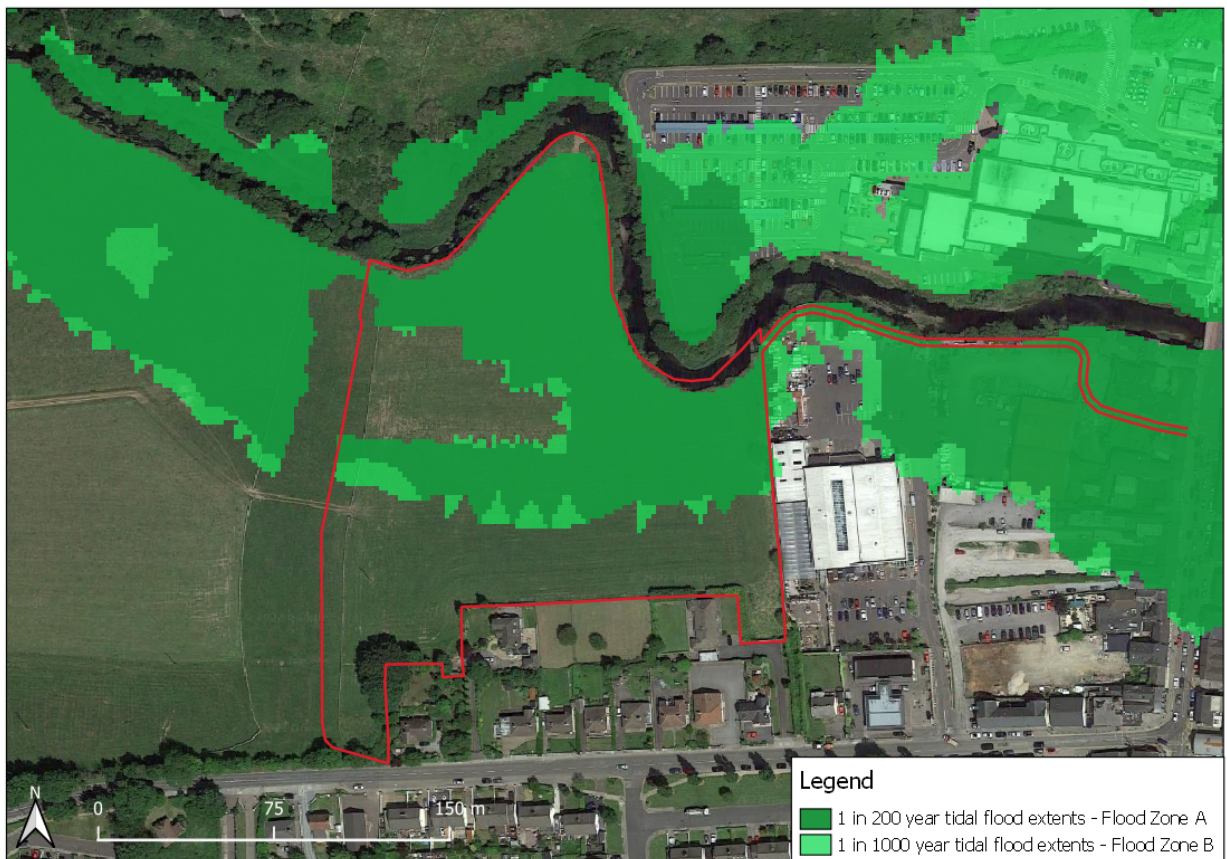 N
0
75
150 m
Legend
1 in 200 year tidal flood extents - Flood Zone A
1 in 1000 year tidal flood extents - Flood Zone B